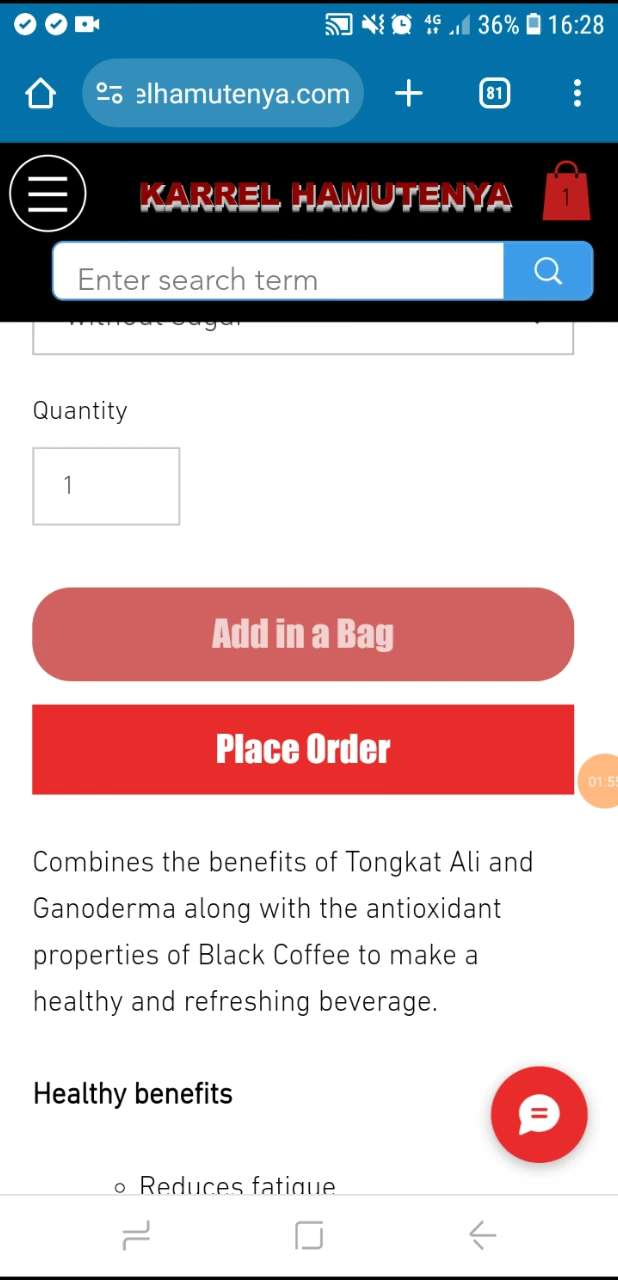 4G 36% 16:28
elhamutenya.com 81
KARREL HAMUTENYA 1
Enter search term
Without Sugar
Quantity
1
Add in a Bag
Place Order
01:55
Combines the benefits of Tongkat Ali and
Ganoderma along with the antioxidant
properties of Black Coffee to make a
healthy and refreshing beverage.
Healthy benefits
Reduces fatigue